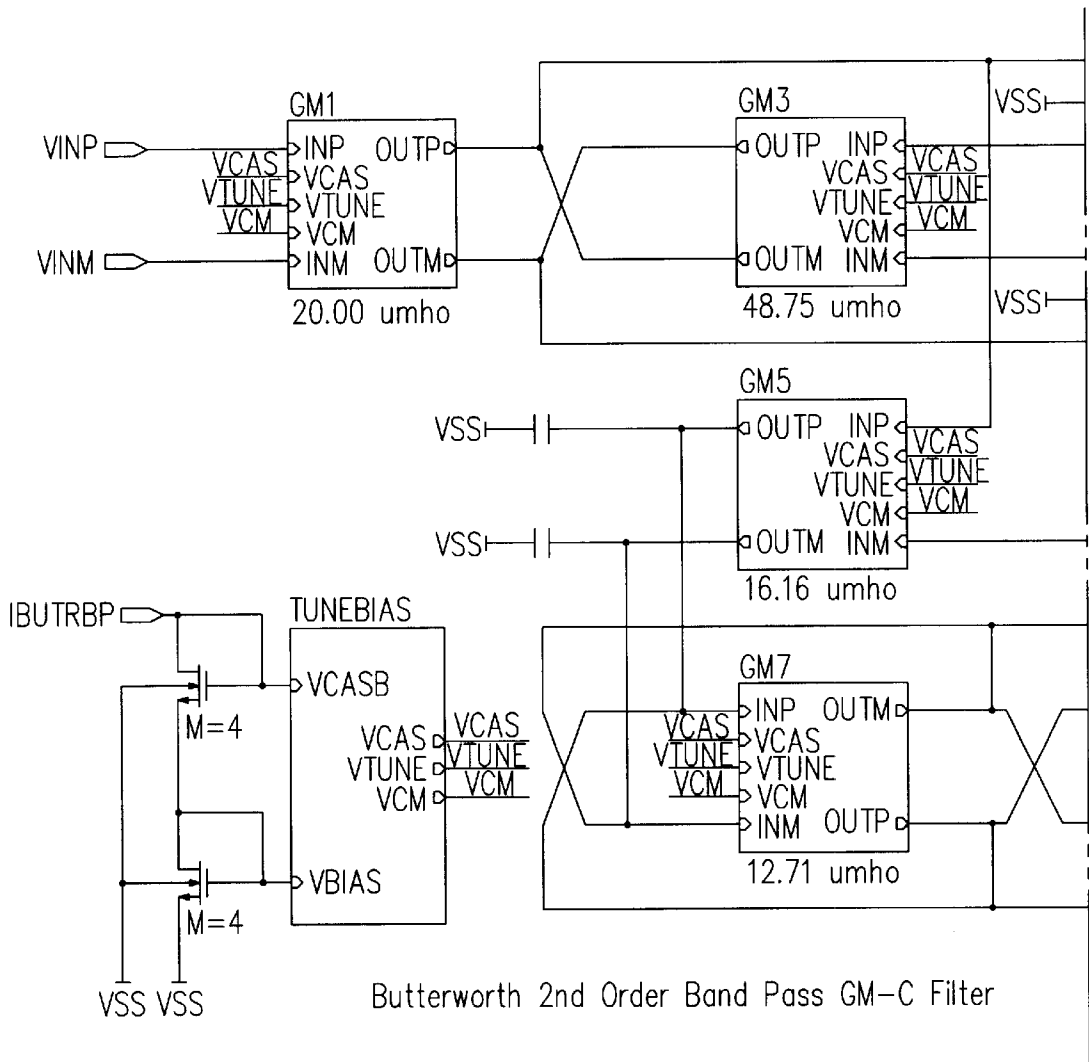 GM1
VINP
INP OUTP
VCAS
VCAS
VTUNE
VTUNE
VCM
VCM
VINM
INM OUTM
20.00 umho
GM3
VSS
OUTP INP
VCAS
VCAS
VTUNE
VTUNE
VCM
VCM
OUTM INM
48.75 umho
VSS
GM5
VSS
OUTP INP
VCAS
VCAS
VTUNE
VTUNE
VCM
VCM
VSS
OUTM INM
16.16 umho
IBUTRBP
TUNEBIAS
VCASB
M=4
VCAS
VCAS
VTUNE
VTUNE
VCM
VCM
VBIAS
M=4
VSS VSS
GM7
INP OUTM
VCAS
VCAS
VTUNE
VTUNE
VCM
VCM
INM OUTP
12.71 umho
Butterworth 2nd Order Band Pass GM-C Filter